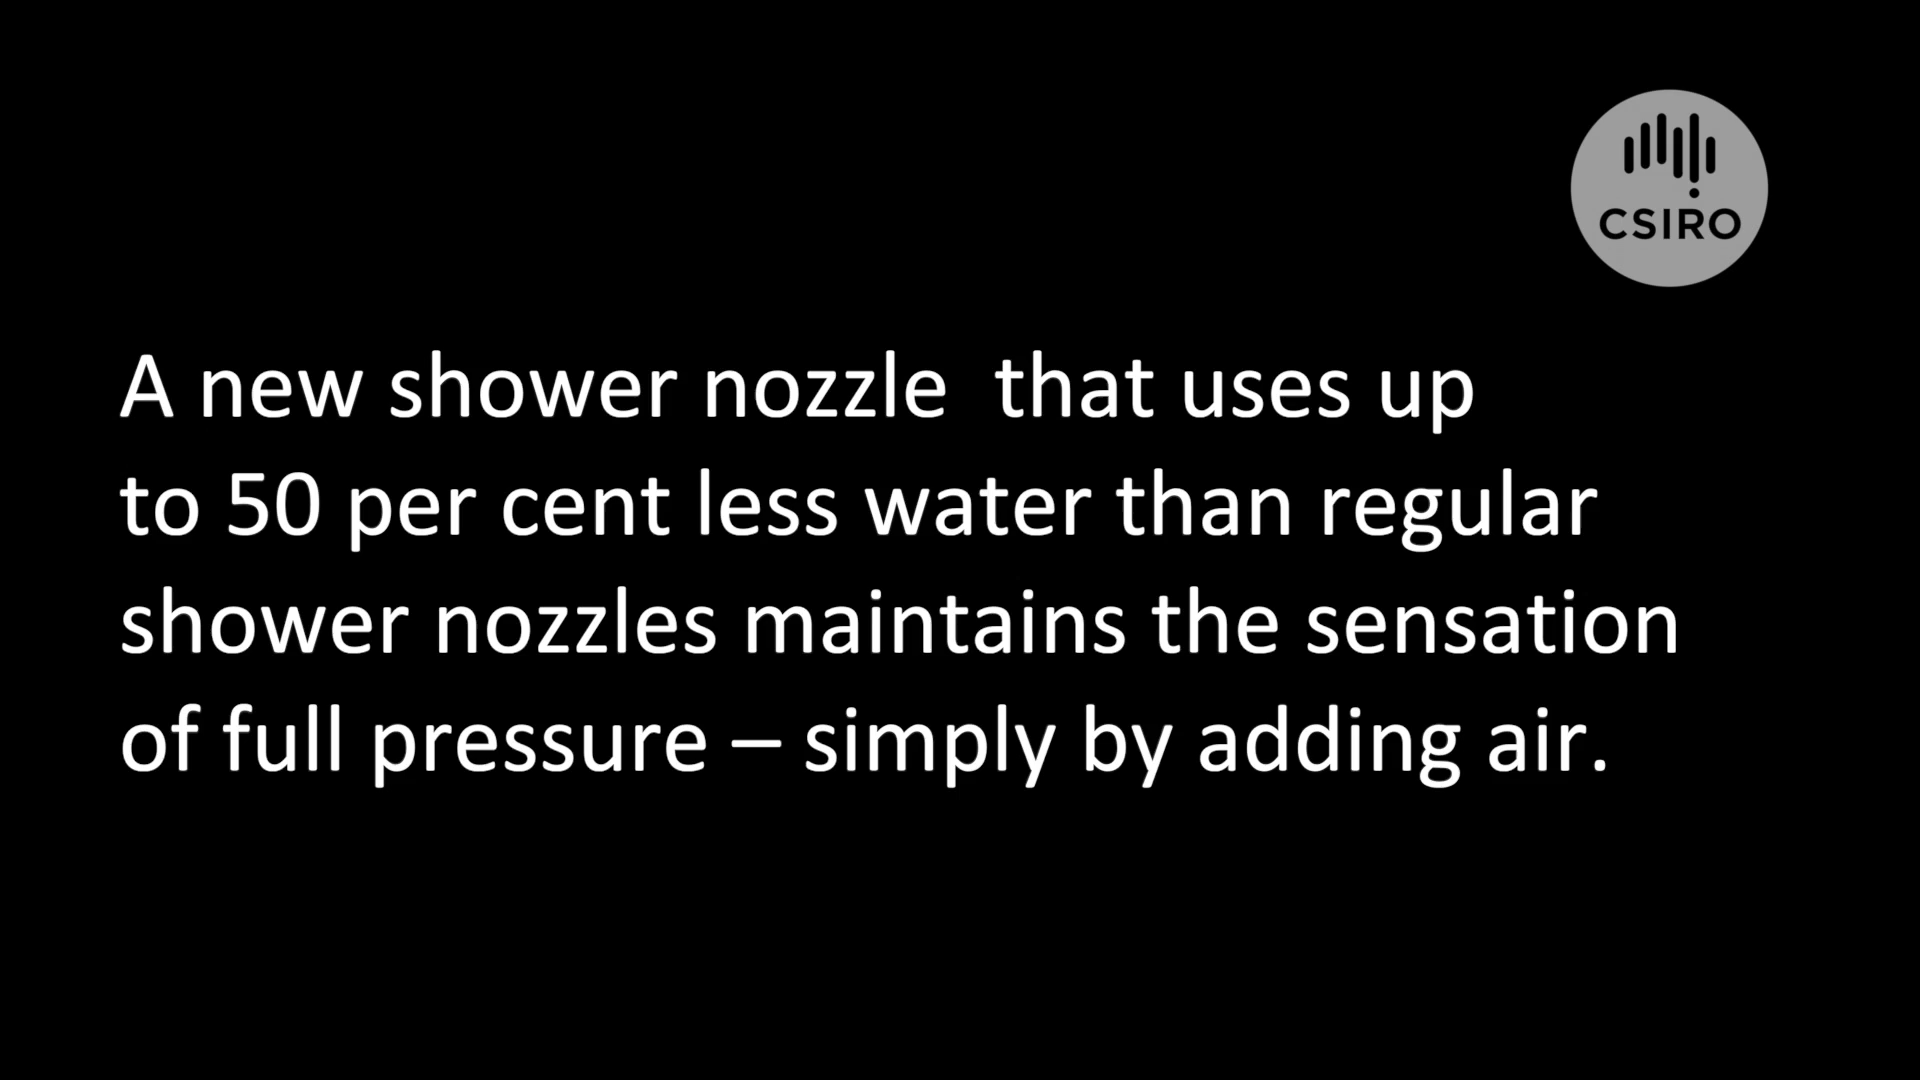 CSIRO
A new shower nozzle  that uses up
to 50 per cent less water than regular
shower nozzles maintains the sensation
of full pressure – simply by adding air.